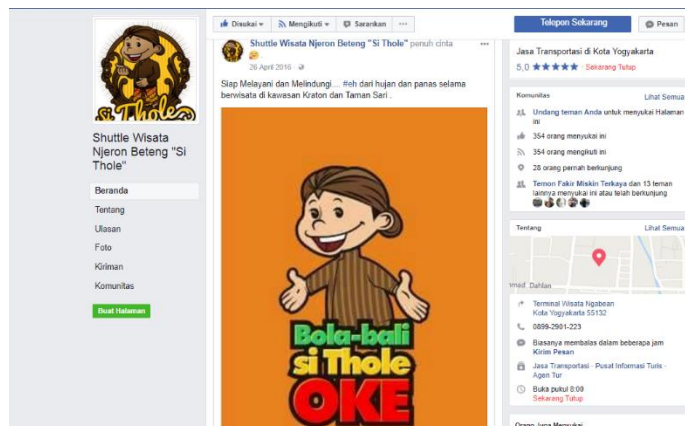 Si Thole
Shuttle Wisata
Njeron Beteng "Si
Thole"
Beranda
Tentang
Ulasan
Foto
Kiriman
Komunitas
Buat Halaman
Disukai
Mengikuti
Sarankan
Shuttle Wisata Njeron Beteng "Si Thole" penuh cinta
26 April 2016
Siap Melayani dan Melindungi... #eh dari hujan dan panas selama
berwisata di kawasan Kraton dan Taman Sari .
Bola-bali
si Thole
OKE
Telepon Sekarang
Pesan
Jasa Transportasi di Kota Yogyakarta
5,0 ★★★★★ · Sekarang Tutup
Komunitas
Lihat Semua
Undang teman Anda untuk menyukai Halaman
ini
354 orang menyukai ini
354 orang mengikuti ini
28 orang pernah berkunjung
Temon Fakir Miskin Terkaya dan 13 teman
lainnya menyukai ini atau telah berkunjung
Tentang
Lihat Semua
Dahlan
Terminal Wisata Ngabean
Kota Yogyakarta 55132
0899-2901-223
Biasanya membalas dalam beberapa jam
Kirim Pesan
Jasa Transportasi · Pusat Informasi Turis ·
Agen Tur
Buka pukul 8:00
Sekarang Tutup